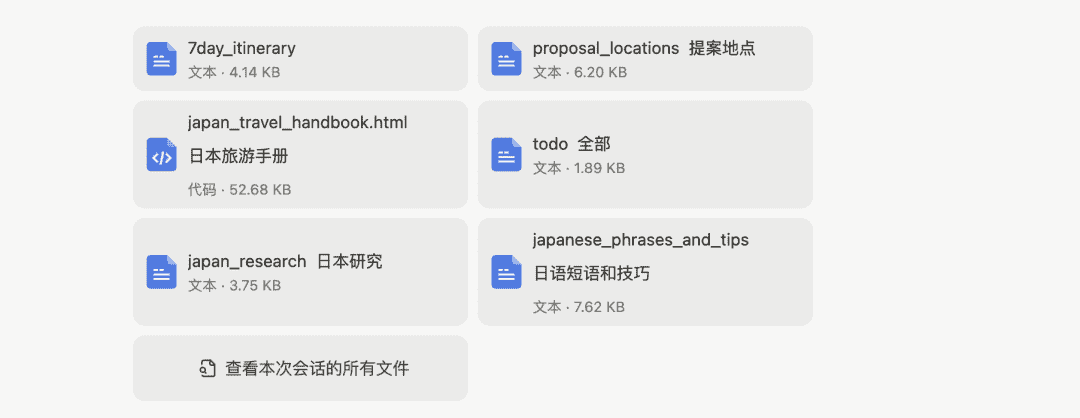 7day_itinerary
文本 · 4.14 KB
proposal_locations 提案地点
文本 · 6.20 KB
japan_travel_handbook.html
日本旅游手册
代码 · 52.68 KB
todo 全部
文本 · 1.89 KB
japan_research 日本研究
文本 · 3.75 KB
japanese_phrases_and_tips
日语短语和技巧
文本 · 7.62 KB
查看本次会话的所有文件